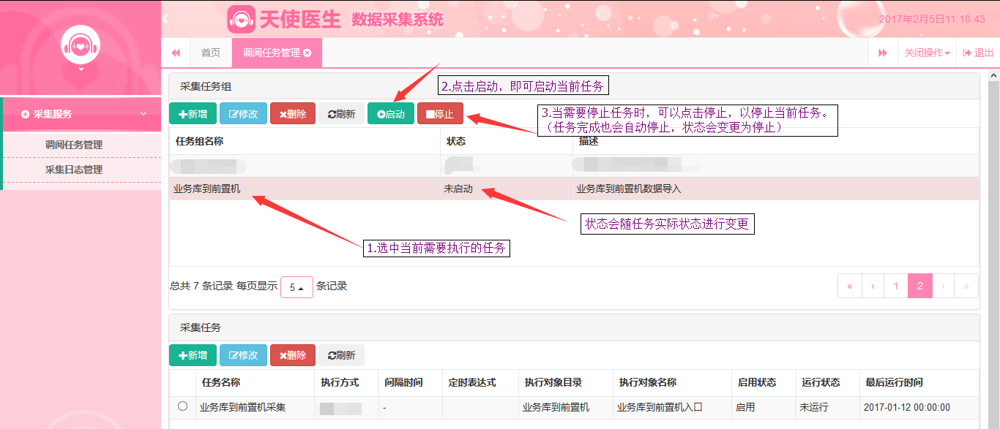 天使医生 数据采集系统
2017年2月5日11:18:43
首页
调阅任务管理
关闭操作
退出
采集服务
调阅任务管理
采集日志管理
采集任务组
2.点击启动，即可启动当前任务
新增 修改 删除 刷新 启动 停止
3.当需要停止任务时，可以点击停止，以停止当前任务。
（任务完成也会自动停止，状态会变更为停止）
任务组名称 状态 描述
业务库到前置机 未启动 业务库到前置机数据导入
状态会随任务实际状态进行变更
1.选中当前需要执行的任务
总共 7 条记录 每页显示 5 条记录
« ‹ 1 2 › »
采集任务
新增 修改 删除 刷新
任务名称 执行方式 间隔时间 定时表达式 执行对象目录 执行对象名称 启用状态 运行状态 最后运行时间
业务库到前置机采集 - 业务库到前置机 业务库到前置机入口 启用 未运行 2017-01-12 00:00:00